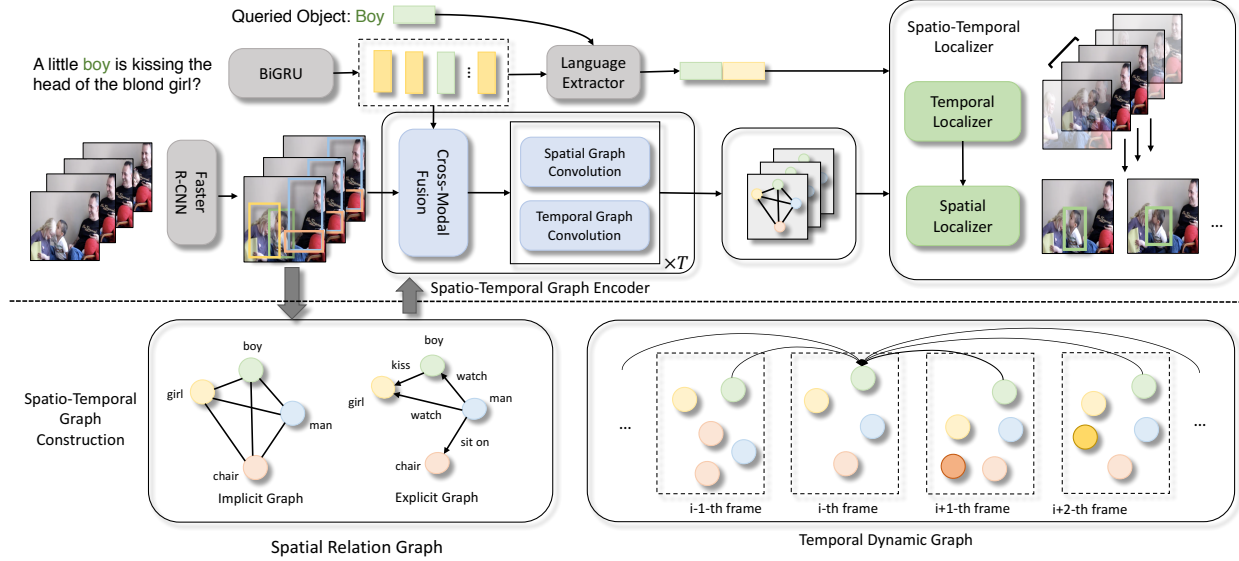 Queried Object: Boy
A little boy is kissing the
head of the blond girl?
BiGRU
...
Language
Extractor
Spatio-Temporal
Localizer
Temporal
Localizer
Spatial
Localizer
...
Faster
R-CNN
Cross-Modal
Fusion
Spatial Graph
Convolution
Temporal Graph
Convolution
×T
Spatio-Temporal Graph Encoder
Spatio-Temporal
Graph
Construction
boy
girl
man
chair
Implicit Graph
boy
kiss
watch
girl
man
watch
sit on
chair
Explicit Graph
Spatial Relation Graph
...
...
i-1-th frame
i-th frame
i+1-th frame
i+2-th frame
Temporal Dynamic Graph